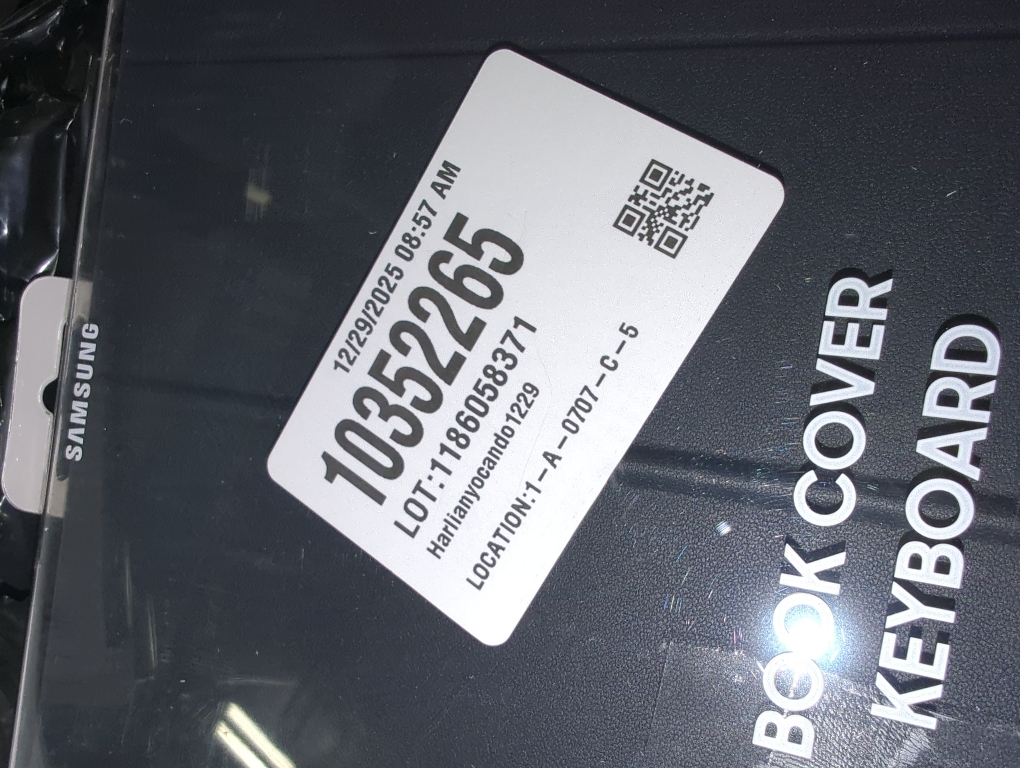 SAMSUNG
12/29/2025 08:57 AM
10352265
LOT:1186058371
Harlianyocando1229
LOCATION:1-A-0707-C-5
BOOK COVER
KEYBOARD